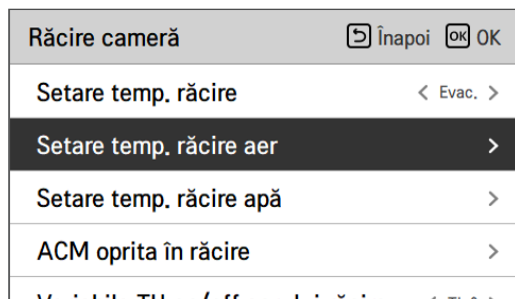 Răcire cameră Înapoi OK OK
Setare temp. răcire < Evac. >
Setare temp. răcire aer >
Setare temp. răcire apă >
ACM oprita în răcire >